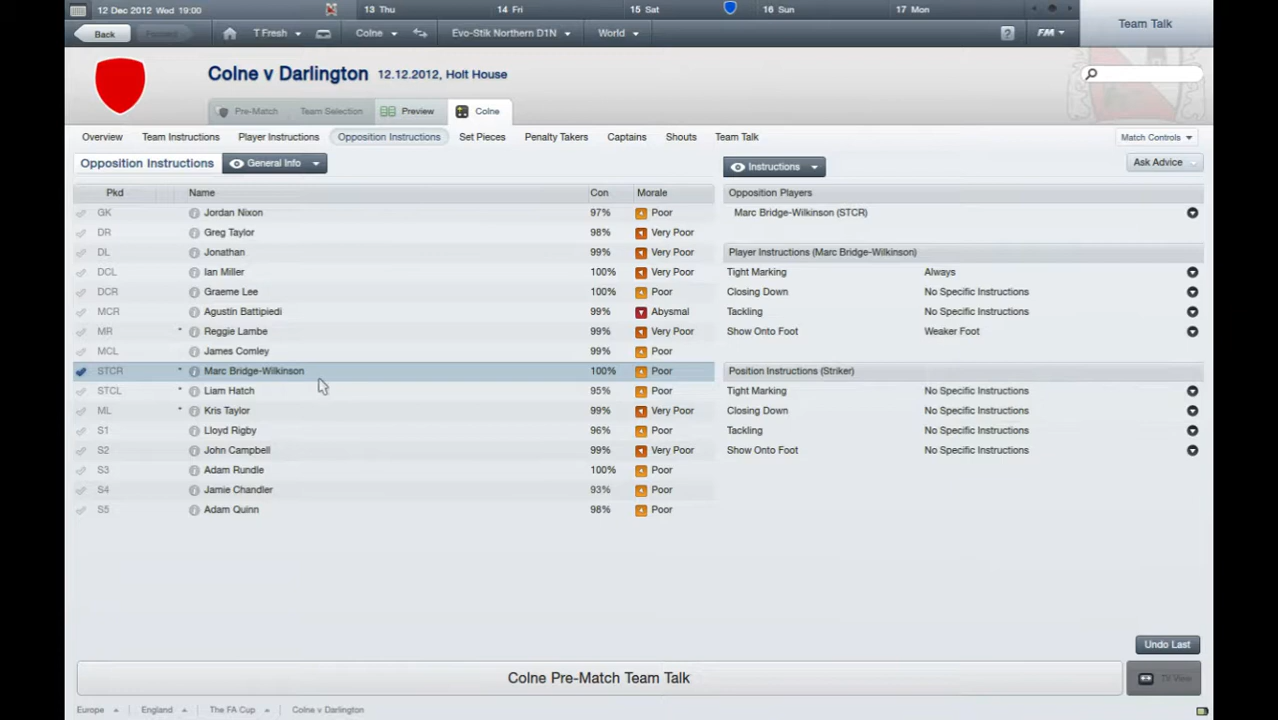 12 Dec 2012 Wed 19:00 13 Thu 14 Fri 15 Sat 16 Sun 17 Mon Team Talk
Back T Fresh Colne Evo-Stik Northern D1N World ? FM
Colne v Darlington 12.12.2012, Holt House
Pre-Match Team Selection Preview Colne
Overview Team Instructions Player Instructions Opposition Instructions Set Pieces Penalty Takers Captains Shouts Team Talk Match Controls
Opposition Instructions General Info Instructions Ask Advice
Pkd Name Con Morale Opposition Players
GK Jordan Nixon 97% Poor Marc Bridge-Wilkinson (STCR)
DR Greg Taylor 98% Very Poor
DL Jonathan 99% Very Poor Player Instructions (Marc Bridge-Wilkinson)
DCL Ian Miller 100% Very Poor Tight Marking Always
DCR Graeme Lee 100% Poor Closing Down No Specific Instructions
MCR Agustin Battipiedi 99% Abysmal Tackling No Specific Instructions
MR * Reggie Lambe 99% Very Poor Show Onto Foot Weaker Foot
MCL James Comley 99% Poor
STCR * Marc Bridge-Wilkinson 100% Poor Position Instructions (Striker)
STCL * Liam Hatch 95% Poor Tight Marking No Specific Instructions
ML * Kris Taylor 99% Very Poor Closing Down No Specific Instructions
S1 Lloyd Rigby 96% Poor Tackling No Specific Instructions
S2 John Campbell 99% Very Poor Show Onto Foot No Specific Instructions
S3 Adam Rundle 100% Poor
S4 Jamie Chandler 93% Poor
S5 Adam Quinn 98% Poor
Undo Last
Colne Pre-Match Team Talk TV View
Europe England The FA Cup Colne v Darlington